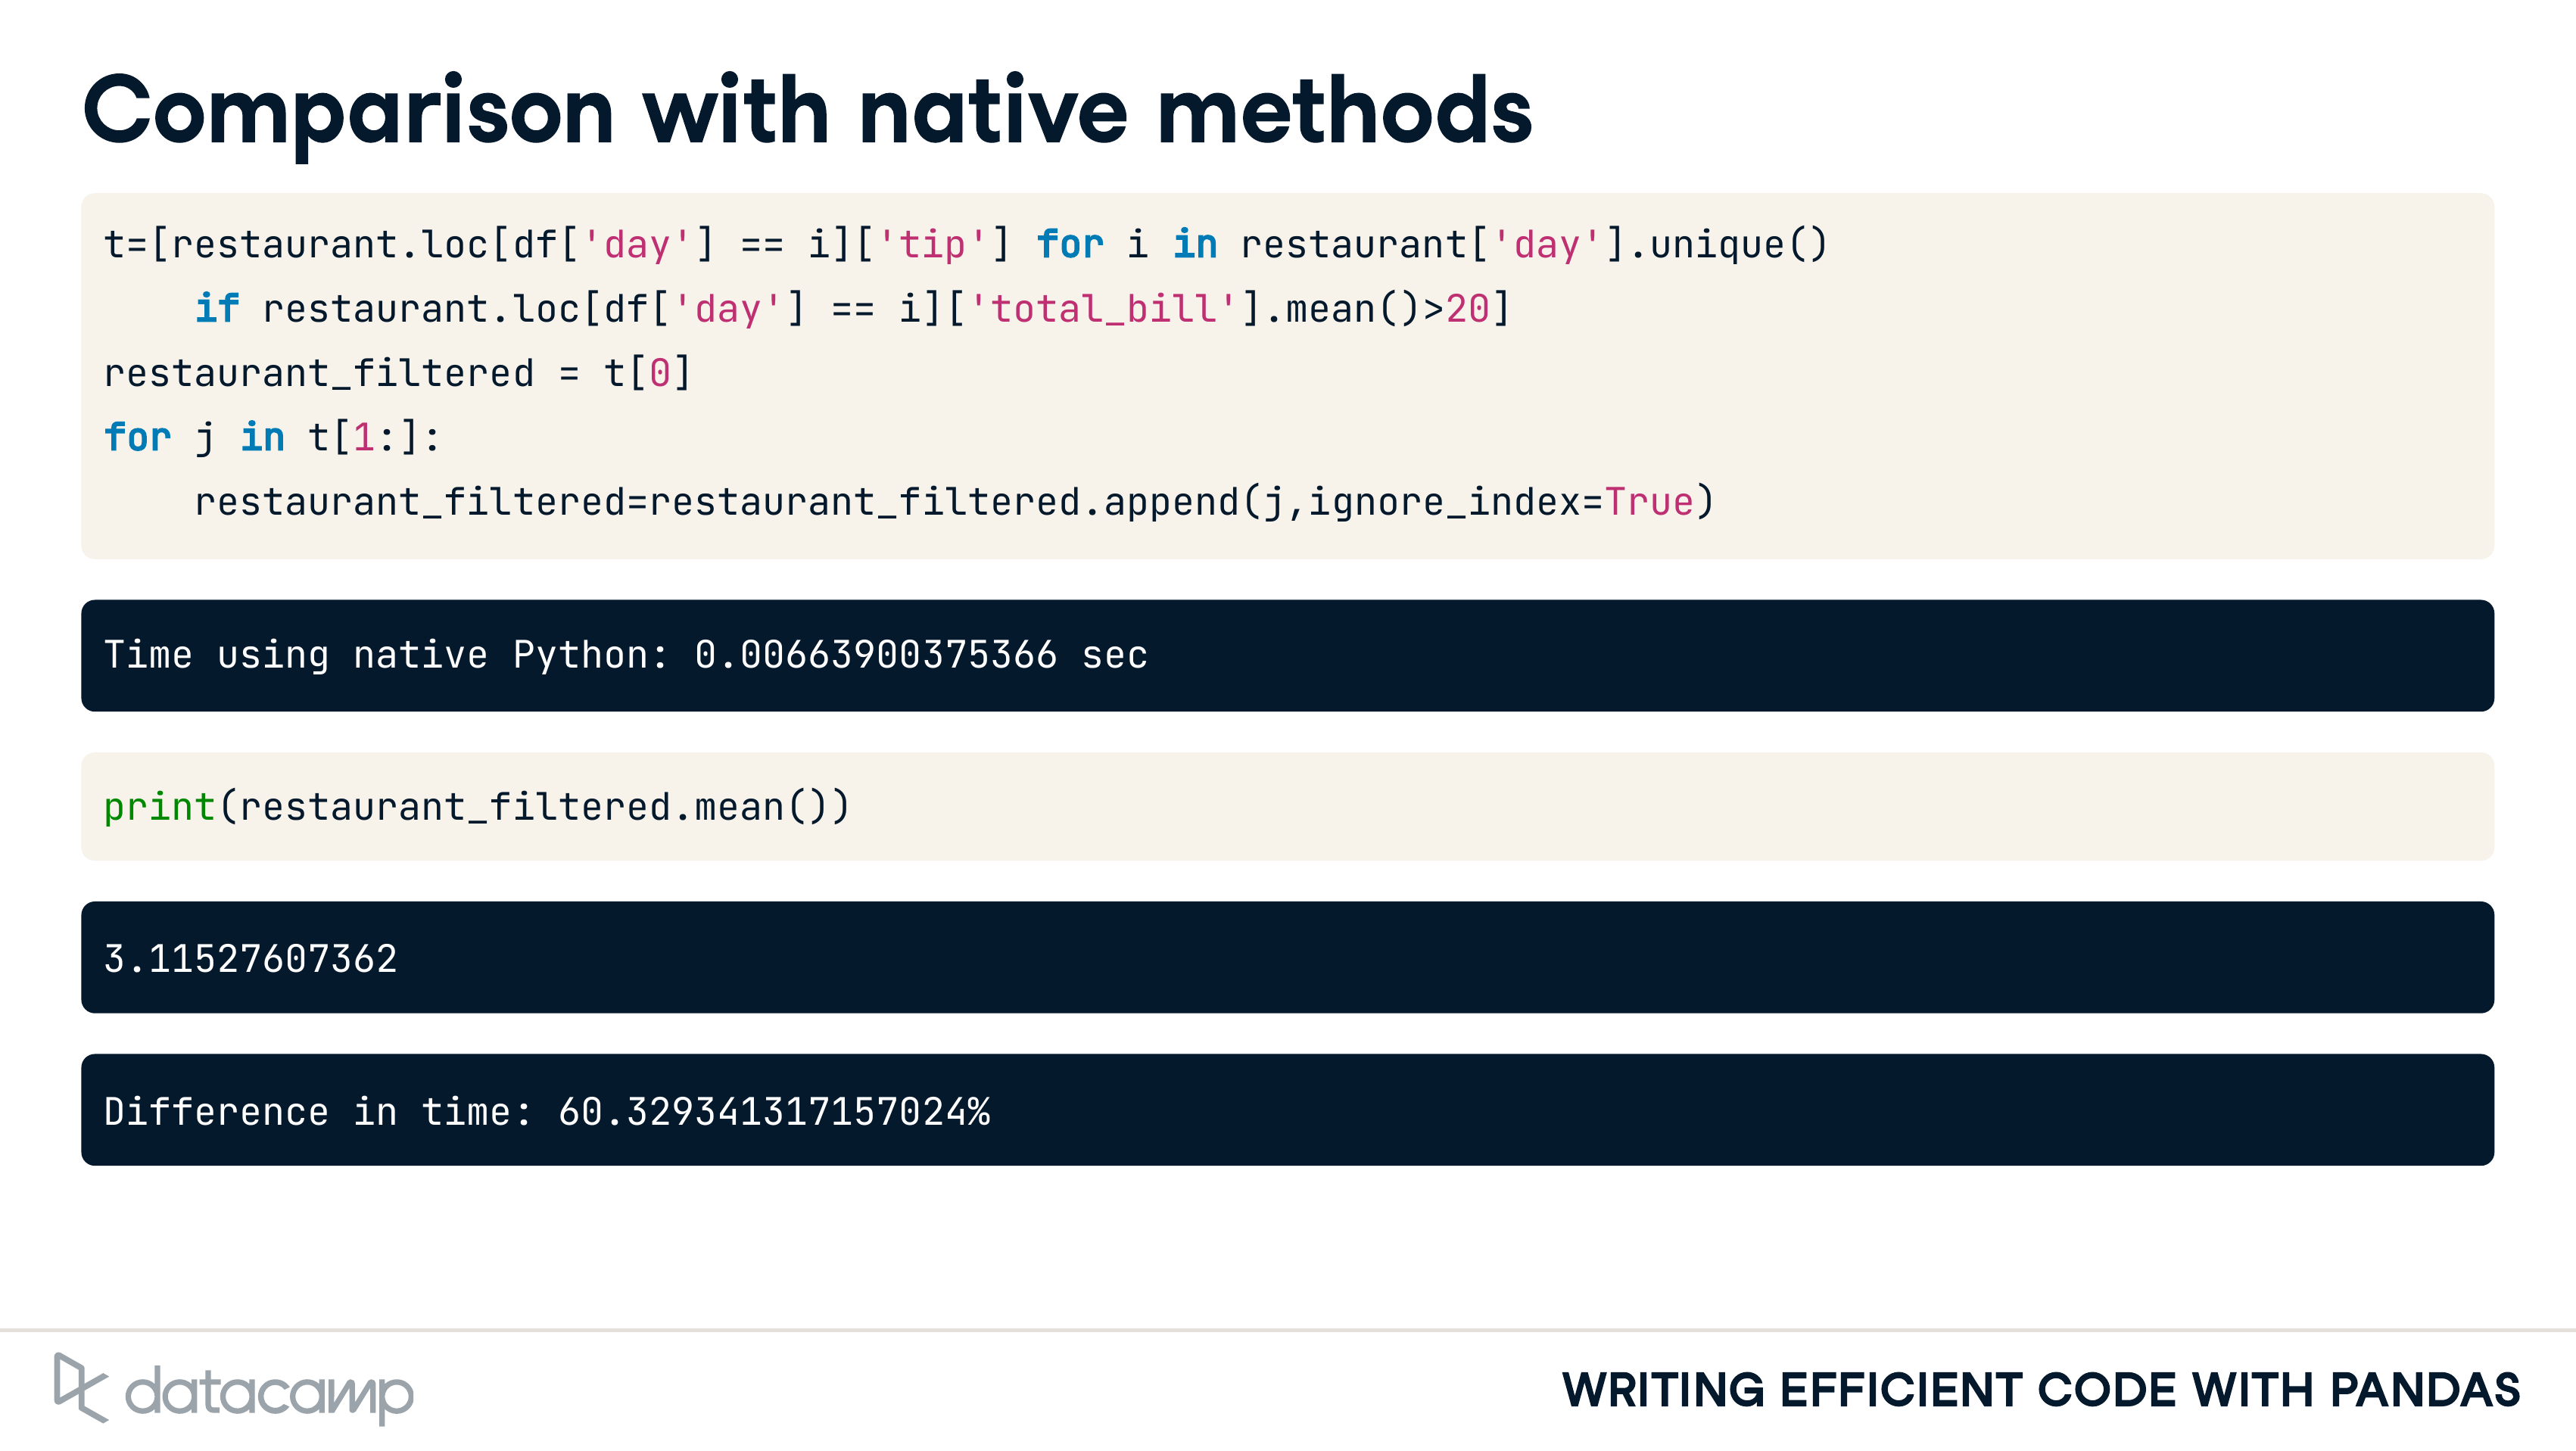 Comparison with native methods
t=[restaurant.loc[df['day'] == i]['tip'] for i in restaurant['day'].unique()
    if restaurant.loc[df['day'] == i]['total_bill'].mean()>20]
restaurant_filtered = t[0]
for j in t[1:]:
    restaurant_filtered=restaurant_filtered.append(j,ignore_index=True)
Time using native Python: 0.00663900375366 sec
print(restaurant_filtered.mean())
3.11527607362
Difference in time: 60.329341317157024%
datacamp
WRITING EFFICIENT CODE WITH PANDAS